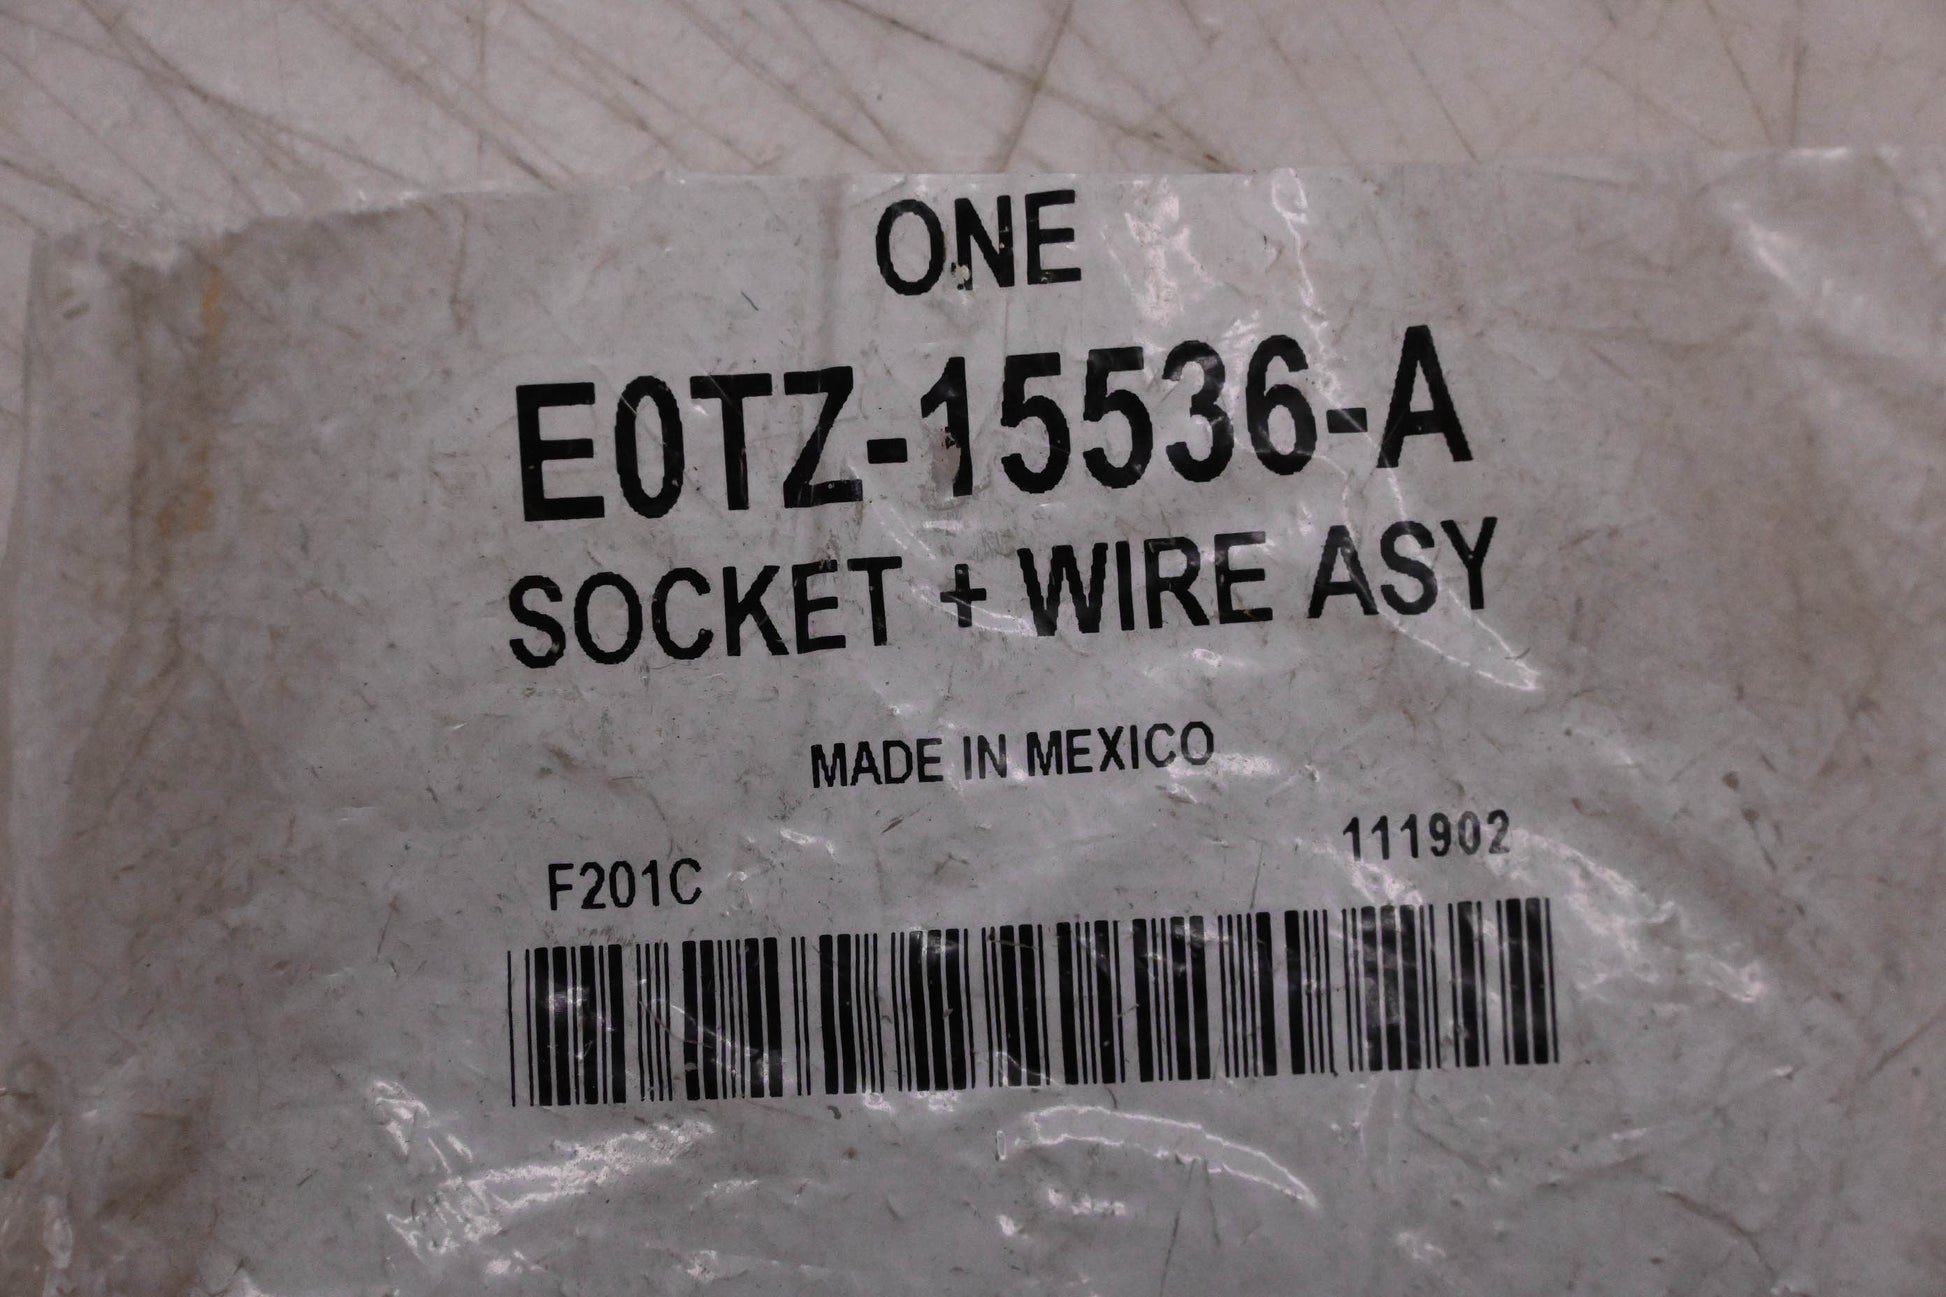 ONE
E0TZ-15536-A
SOCKET + WIRE ASY
MADE IN MEXICO
F201C 111902